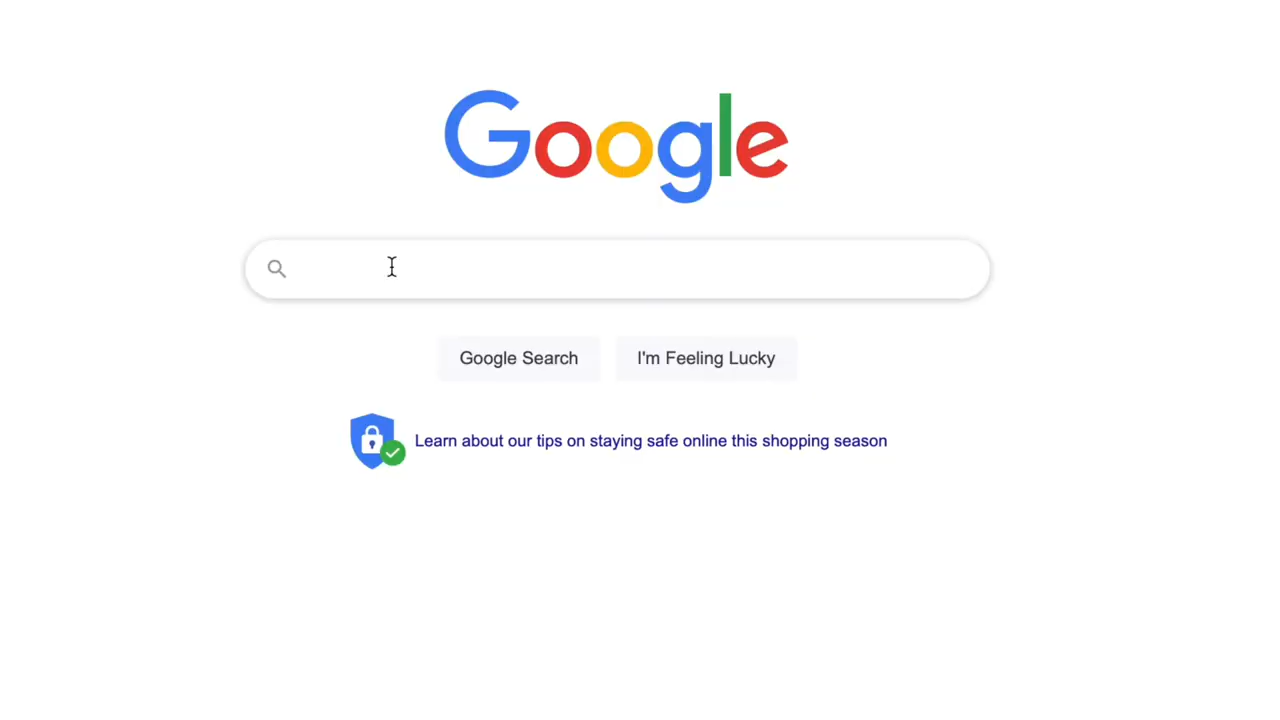 Google
Google Search
I'm Feeling Lucky
Learn about our tips on staying safe online this shopping season